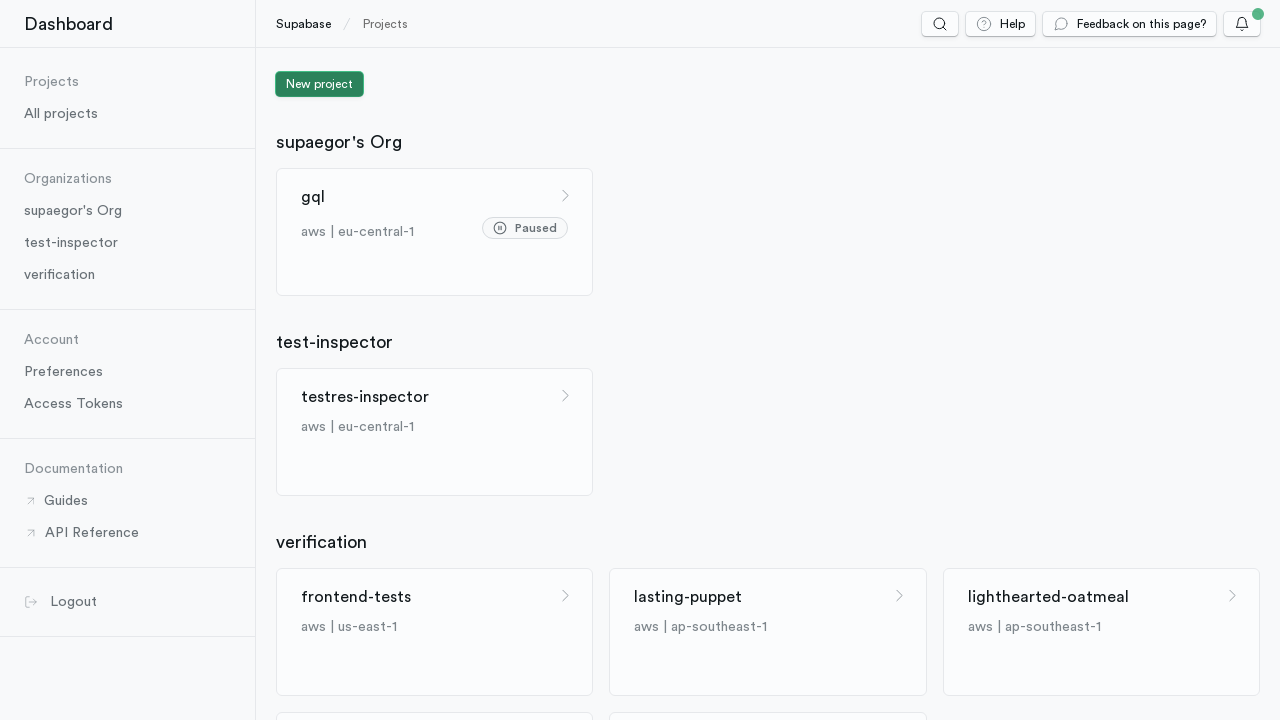 Dashboard
Supabase
Projects
Help
Feedback on this page?
Projects
All projects
Organizations
supaegor's Org
test-inspector
verification
Account
Preferences
Access Tokens
Documentation
Guides
API Reference
Logout
New project
supaegor's Org
gql
aws | eu-central-1
Paused
test-inspector
testres-inspector
aws | eu-central-1
verification
frontend-tests
aws | us-east-1
lasting-puppet
aws | ap-southeast-1
lighthearted-oatmeal
aws | ap-southeast-1